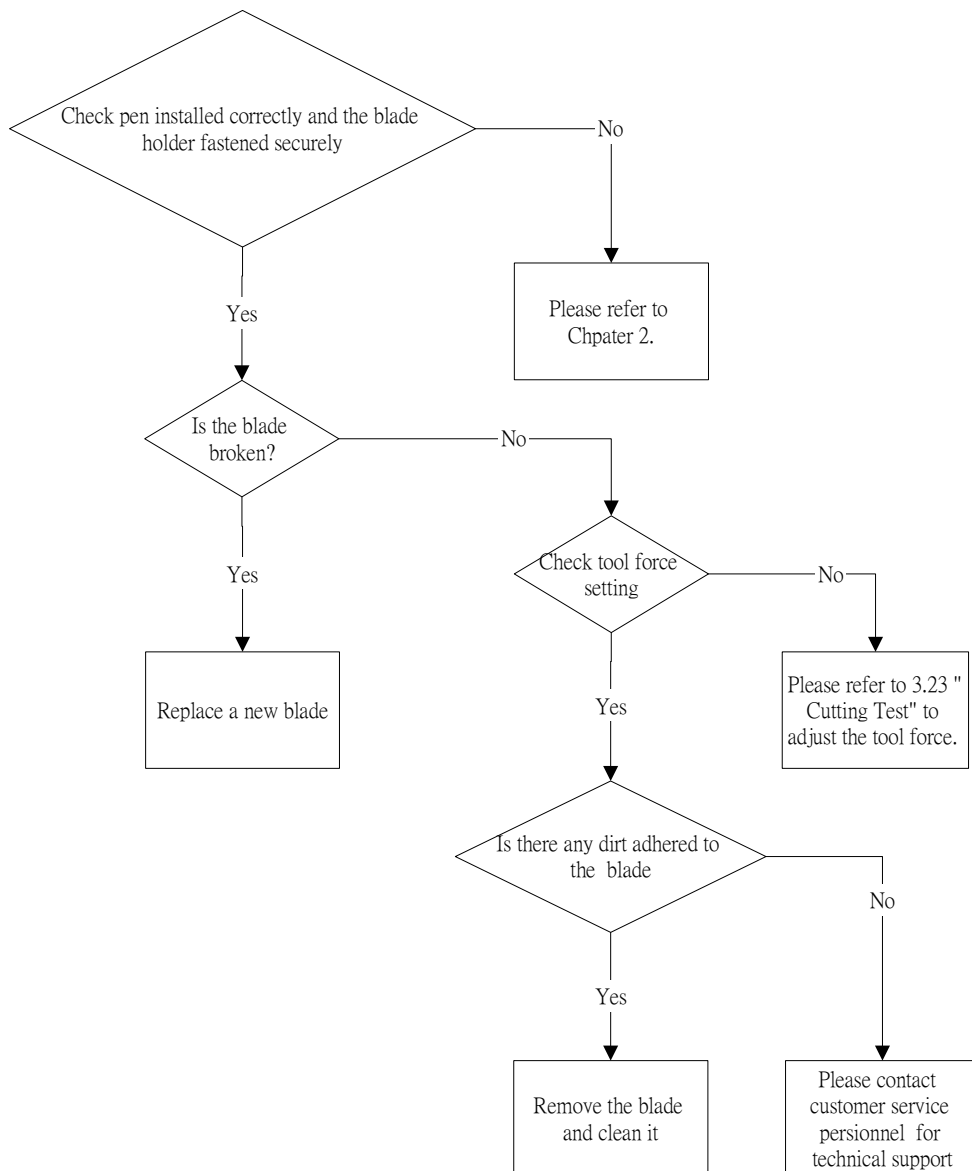 Check pen installed correctly and the blade
holder fastened securely
No
Yes
Please refer to
Chpater 2.
Is the blade
broken?
No
Yes
Check tool force
setting
No
Replace a new blade
Yes
Please refer to 3.23 "
Cutting Test" to
adjust the tool force.
Is there any dirt adhered to
the blade
No
Yes
Remove the blade
and clean it
Please contact
customer service
persionnel for
technical support